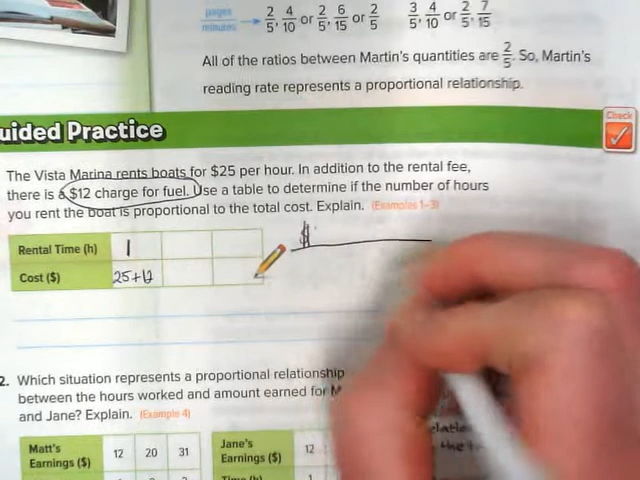 pages/minutes → 2/5, 4/10 or 2/5, 6/15 or 2/5 3/5, 4/10 or 2/5, 7/15
All of the ratios between Martin's quantities are 2/5. So, Martin's
reading rate represents a proportional relationship.
uided Practice
Check
The Vista Marina rents boats for $25 per hour. In addition to the rental fee,
there is a $12 charge for fuel. Use a table to determine if the number of hours
you rent the boat is proportional to the total cost. Explain. (Examples 1–3)
Rental Time (h) 1
Cost ($) 25+12
$
2. Which situation represents a proportional relationship
between the hours worked and amount earned for M
and Jane? Explain. (Example 4)
Matt's Earnings ($) 12 20 31
Jane's Earnings ($) 12